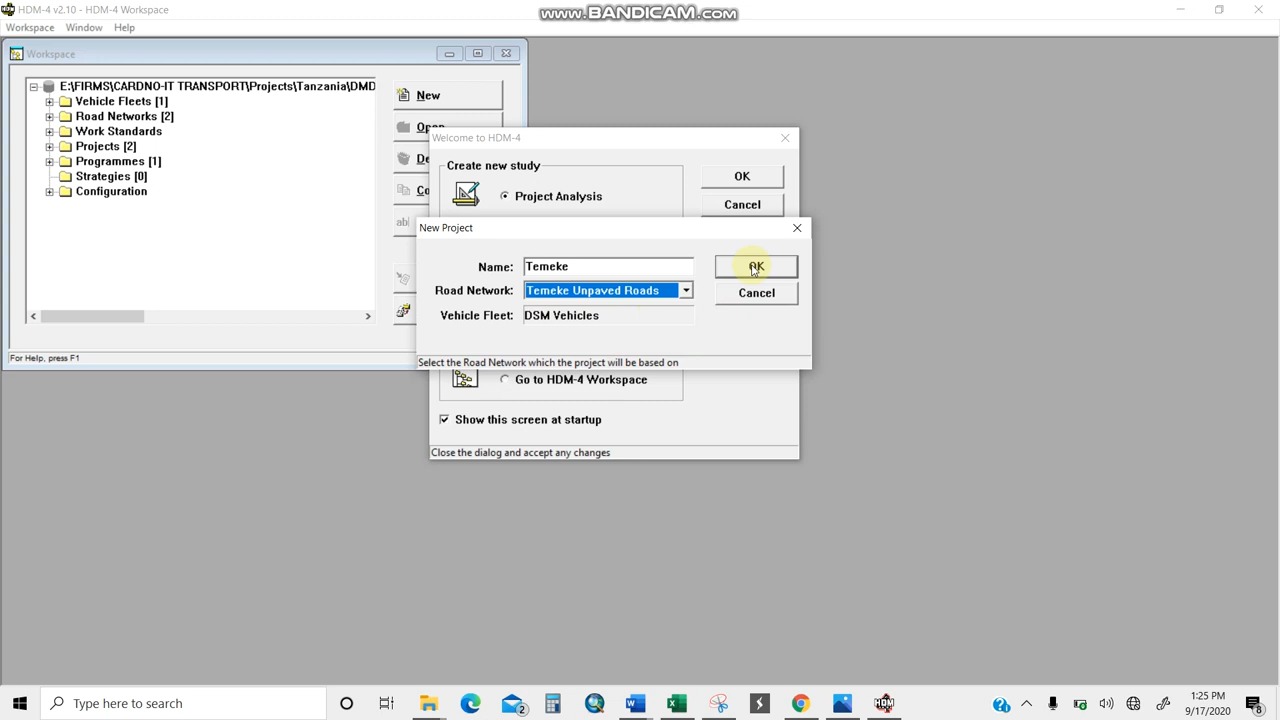 HDM-4 v2.10 - HDM-4 Workspace
www.BANDICAM.com
Workspace Window Help
Workspace
E:\FIRMS\CARDNO-IT TRANSPORT\Projects\Tanzania\DMD
Vehicle Fleets [1]
Road Networks [2]
Work Standards
Projects [2]
Programmes [1]
Strategies [0]
Configuration
New
For Help, press F1
Welcome to HDM-4
Create new study
Project Analysis
OK
Cancel
New Project
Name: Temeke
Road Network: Temeke Unpaved Roads
Vehicle Fleet: DSM Vehicles
OK
Cancel
Select the Road Network which the project will be based on
Go to HDM-4 Workspace
Show this screen at startup
Close the dialog and accept any changes
Type here to search
2
1:25 PM
9/17/2020
8